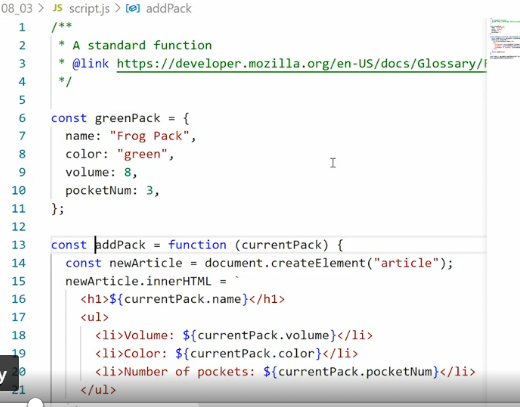 08_03 > JS script.js > addPack
1 /**
2  * A standard function
3  * @link https://developer.mozilla.org/en-US/docs/Glossary/
4  */
5
6 const greenPack = {
7   name: "Frog Pack",
8   color: "green",
9   volume: 8,
10   pocketNum: 3,
11 };
12
13 const addPack = function (currentPack) {
14   const newArticle = document.createElement("article");
15   newArticle.innerHTML = `
16     <h1>${currentPack.name}</h1>
17     <ul>
18       <li>Volume: ${currentPack.volume}</li>
19       <li>Color: ${currentPack.color}</li>
20       <li>Number of pockets: ${currentPack.pocketNum}</li>
21     </ul>
y